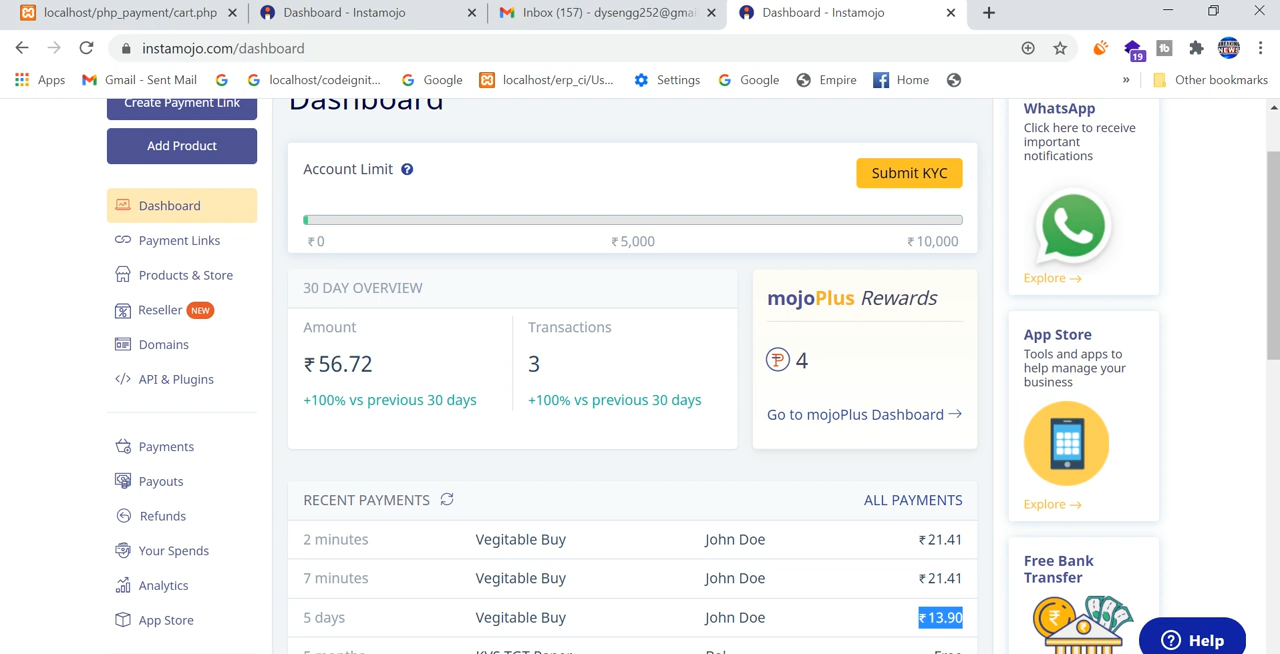 localhost/php_payment/cart.php
Dashboard - Instamojo
Inbox (157) - dysengg252@gmai
Dashboard - Instamojo
instamojo.com/dashboard
19
Apps
Gmail - Sent Mail
localhost/codeignit...
Google
localhost/erp_ci/Us...
Settings
Google
Empire
Home
»
Other bookmarks
Create Payment Link
Add Product
Dashboard
Payment Links
Products & Store
Reseller NEW
Domains
API & Plugins
Payments
Payouts
Refunds
Your Spends
Analytics
App Store
Dashboard
Account Limit
Submit KYC
₹0
₹5,000
₹10,000
30 DAY OVERVIEW
Amount
₹56.72
+100% vs previous 30 days
Transactions
3
+100% vs previous 30 days
mojoPlus Rewards
4
Go to mojoPlus Dashboard →
RECENT PAYMENTS
ALL PAYMENTS
2 minutes Vegitable Buy John Doe ₹21.41
7 minutes Vegitable Buy John Doe ₹21.41
5 days Vegitable Buy John Doe ₹13.90
WhatsApp
Click here to receive
important
notifications
Explore →
App Store
Tools and apps to
help manage your
business
Explore →
Free Bank
Transfer
Help